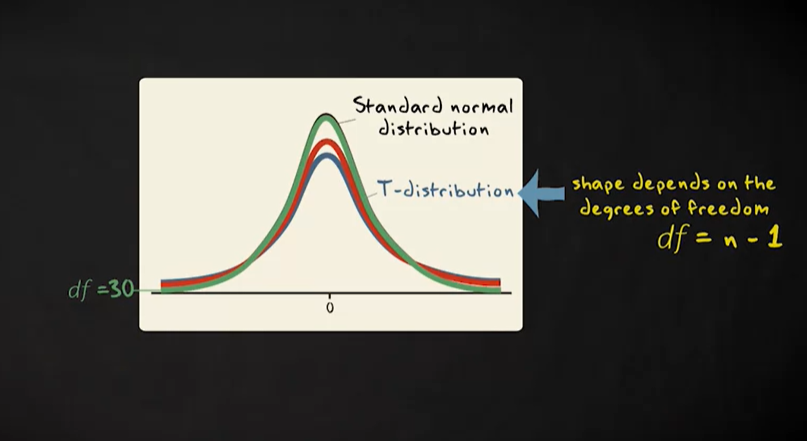 Standard normal
distribution
T-distribution
shape depends on the
degrees of freedom
df = n - 1
df =30
0